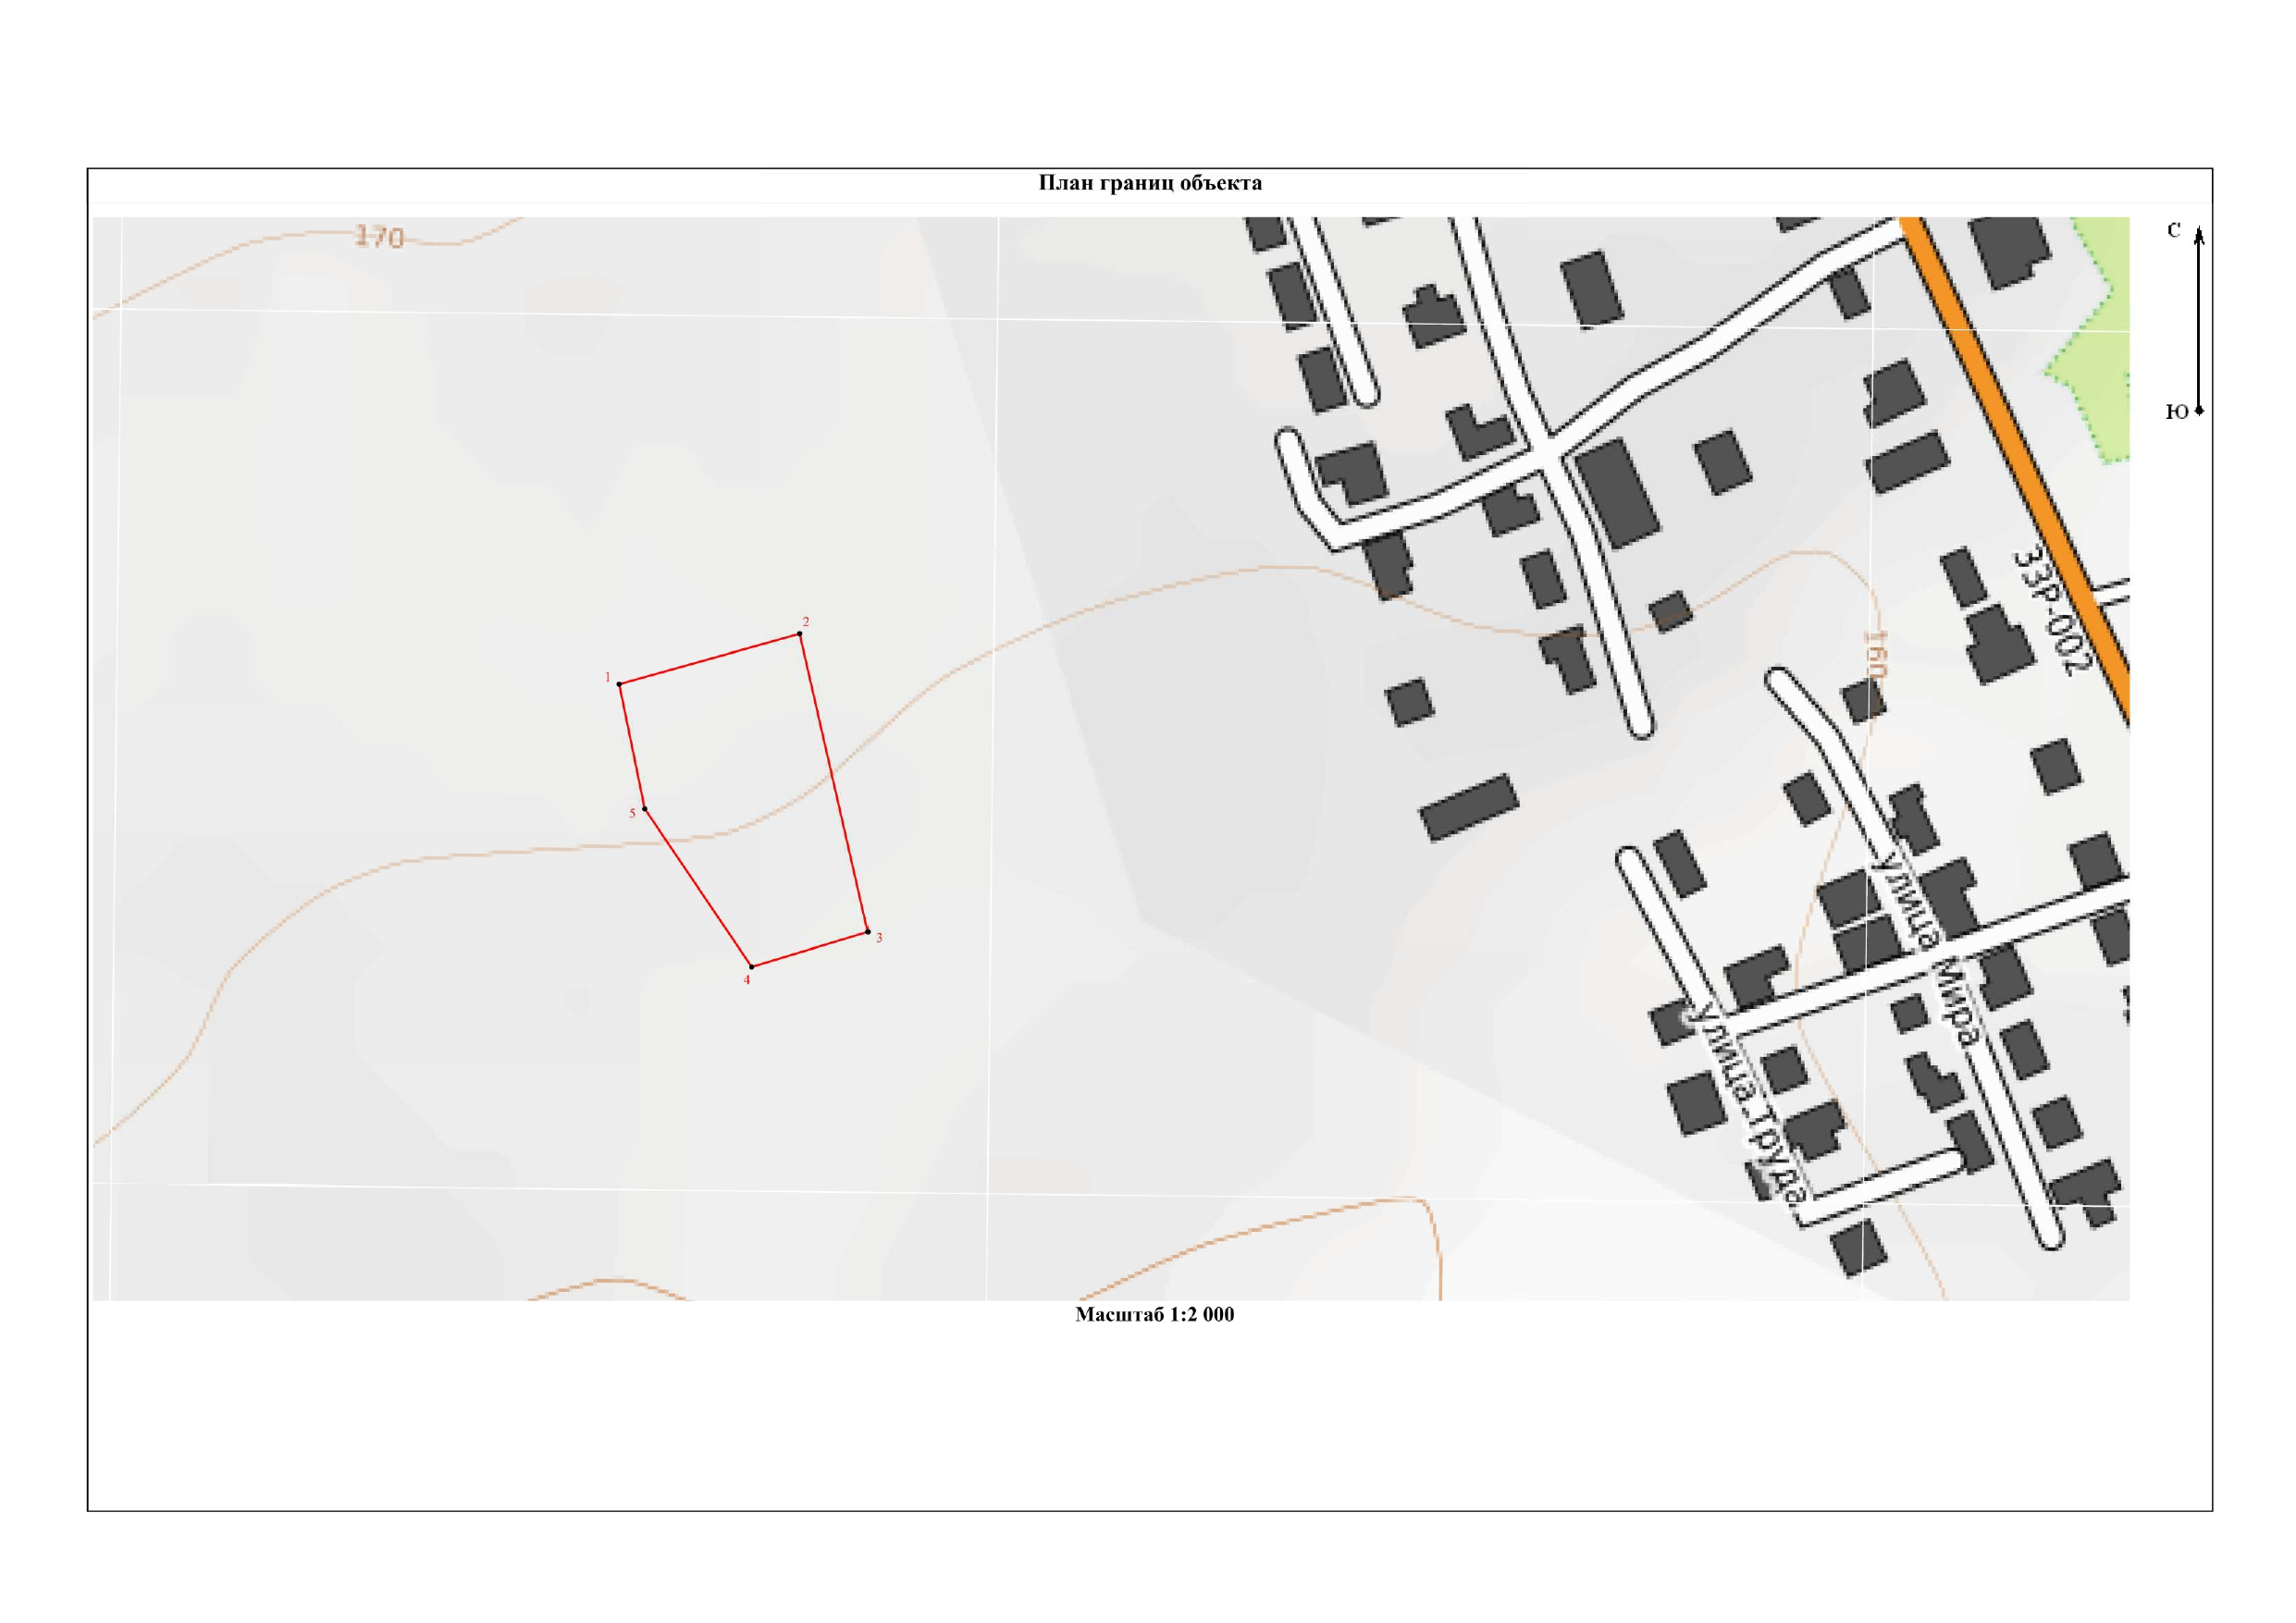 План границ объекта
170
С
Ю
33Р-002
2
160
1
5
3
4
улица Мира
улица Труда
Масштаб 1:2 000